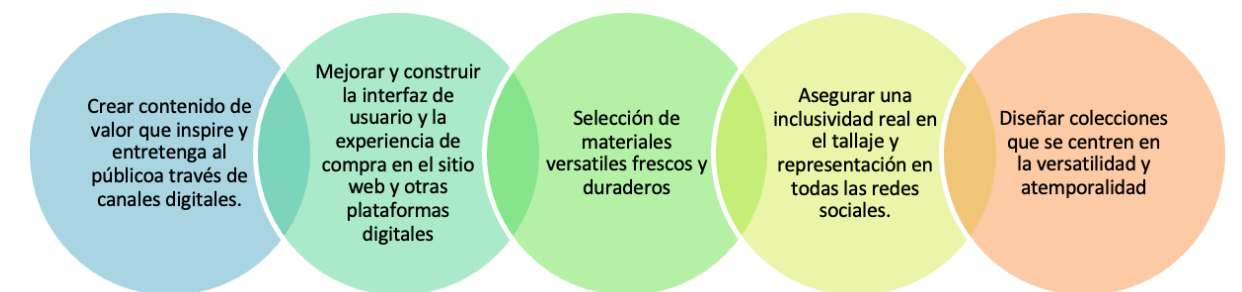 Crear contenido de
valor que inspire y
entretenga al
públicoa través de
canales digitales.
Mejorar y construir
la interfaz de
usuario y la
experiencia de
compra en el sitio
web y otras
plataformas
digitales
Selección de
materiales
versatiles frescos y
duraderos
Asegurar una
inclusividad real en
el tallaje y
representación en
todas las redes
sociales.
Diseñar colecciones
que se centren en
la versatilidad y
atemporalidad